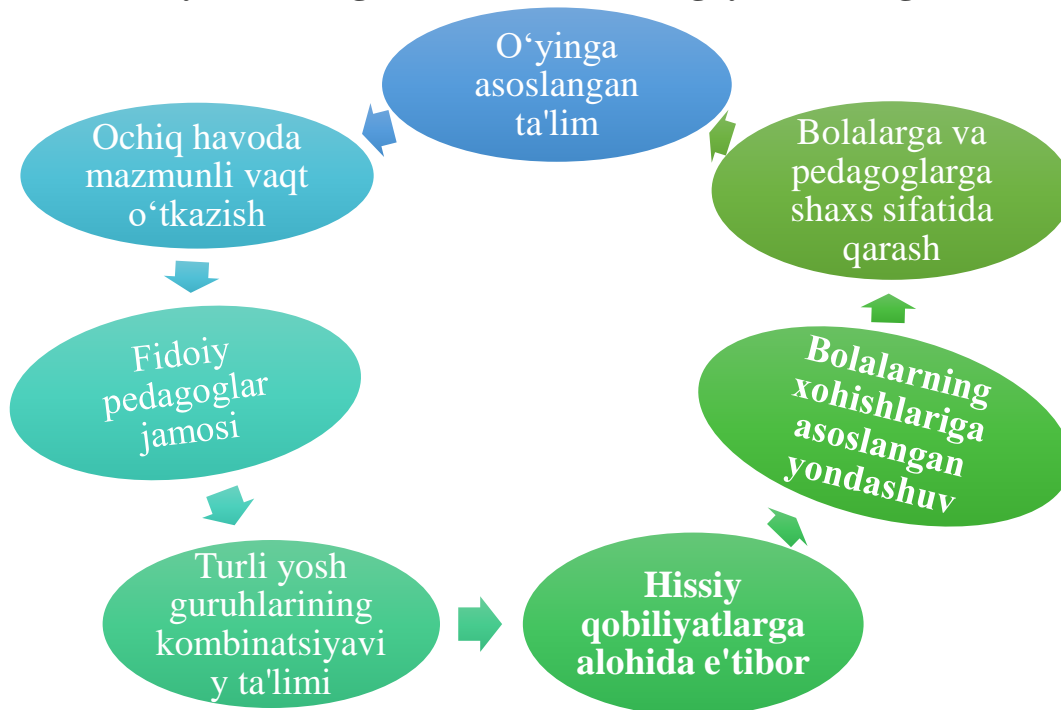 O‘yinga
asoslangan
ta'lim
Ochiq havoda
mazmunli vaqt
o‘tkazish
Fidoiy
pedagoglar
jamosi
Turli yosh
guruhlarining
kombinatsiyavi
y ta'limi
Hissiy
qobiliyatlarga
alohida e'tibor
Bolalarning
xohishlariga
asoslangan
yondashuv
Bolalarga va
pedagoglarga
shaxs sifatida
qarash